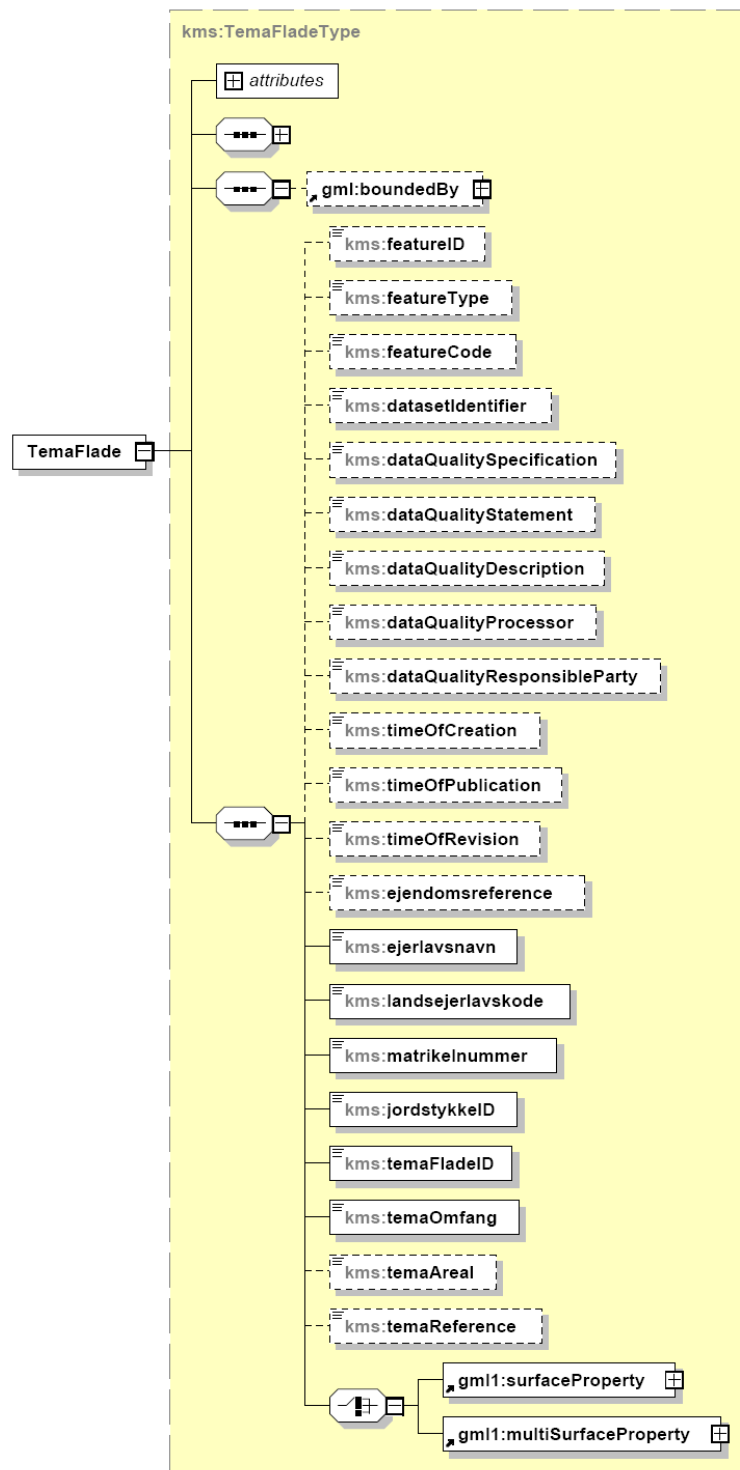 kms:TemaFladeType
attributes
gml:boundedBy
kms:featureID
kms:featureType
kms:featureCode
kms:datasetIdentifier
TemaFlade
kms:dataQualitySpecification
kms:dataQualityStatement
kms:dataQualityDescription
kms:dataQualityProcessor
kms:dataQualityResponsibleParty
kms:timeOfCreation
kms:timeOfPublication
kms:timeOfRevision
kms:ejendomsreference
kms:ejerlavsnavn
kms:landsejerlavskode
kms:matrikelnummer
kms:jordstykkeID
kms:temaFladeID
kms:temaOmfang
kms:temaAreal
kms:temaReference
gml1:surfaceProperty
gml1:multiSurfaceProperty